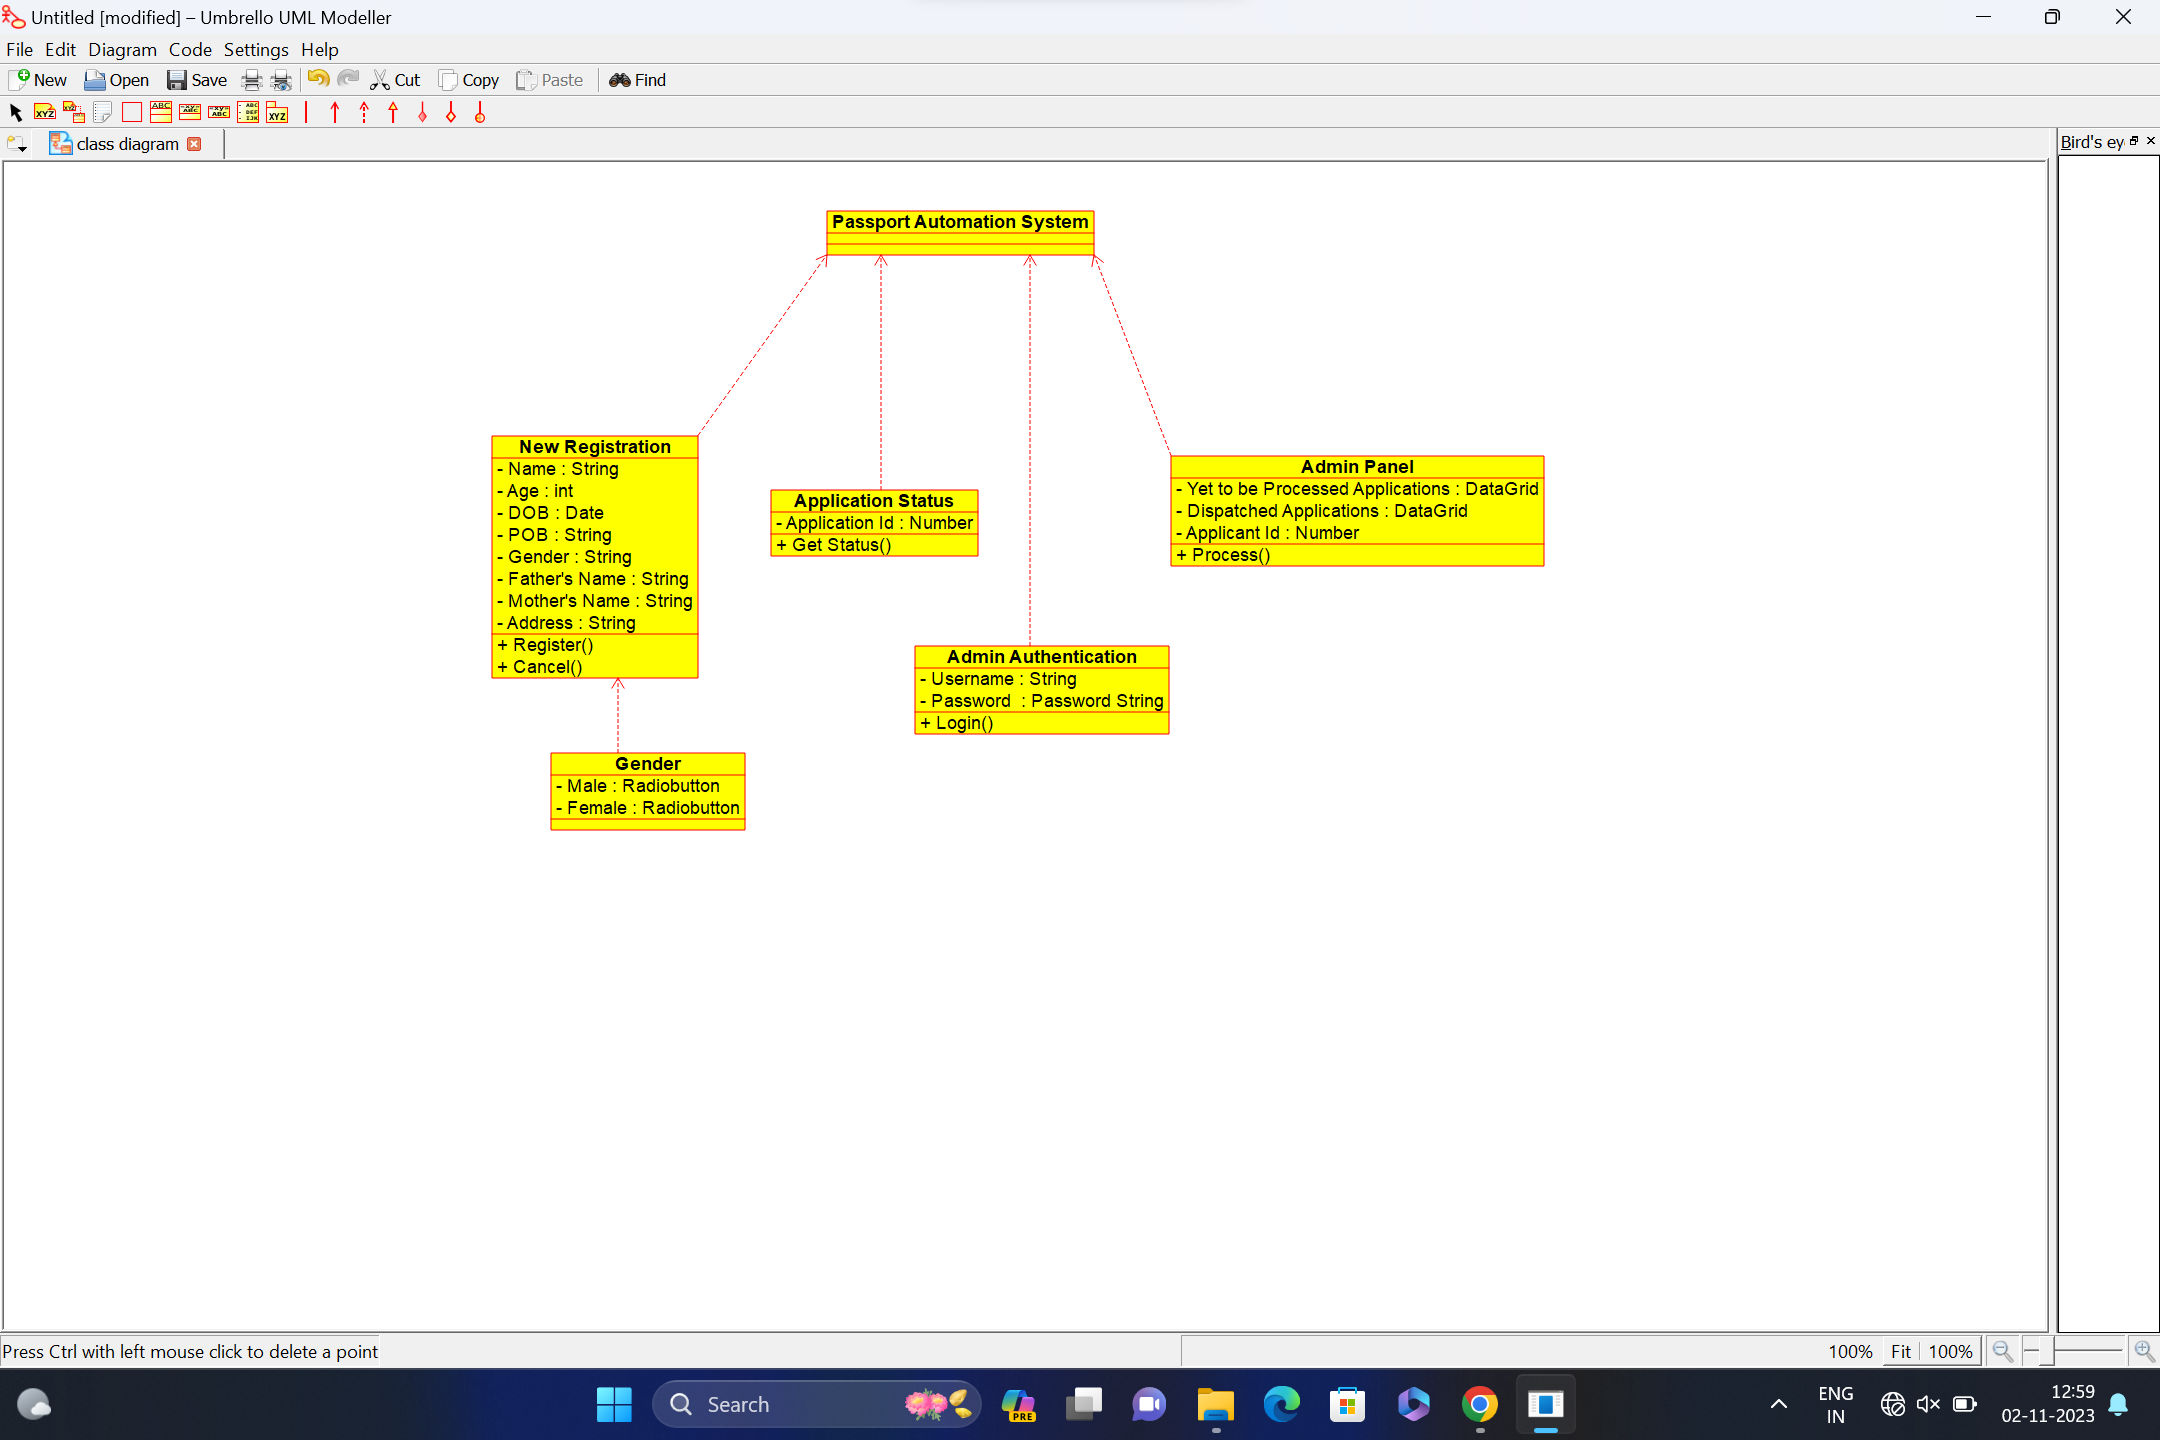 Untitled [modified] – Umbrello UML Modeller
File Edit Diagram Code Settings Help
New Open Save Cut Copy Paste Find
class diagram
Bird's ey
Passport Automation System
New Registration
- Name : String
- Age : int
- DOB : Date
- POB : String
- Gender : String
- Father's Name : String
- Mother's Name : String
- Address : String
+ Register()
+ Cancel()
Application Status
- Application Id : Number
+ Get Status()
Admin Panel
- Yet to be Processed Applications : DataGrid
- Dispatched Applications : DataGrid
- Applicant Id : Number
+ Process()
Admin Authentication
- Username : String
- Password  : Password String
+ Login()
Gender
- Male : Radiobutton
- Female : Radiobutton
Press Ctrl with left mouse click to delete a point
100% Fit 100%
Search
PRE
ENG
IN
12:59
02-11-2023